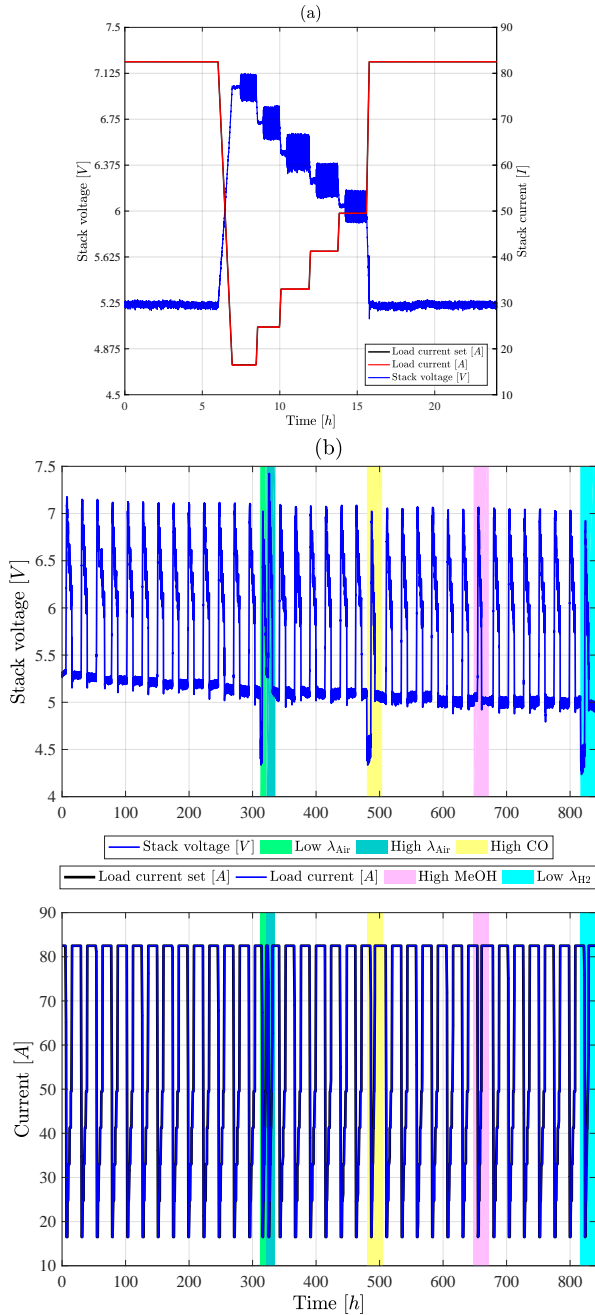 (a)
7.5
7.125
6.75
6.375
6
5.625
5.25
4.875
4.5
Stack voltage [V]
90
80
70
60
50
40
30
20
10
Stack current [I]
Load current set [A]
Load current [A]
Stack voltage [V]
0 5 10 15 20
Time [h]
(b)
7.5
7
6.5
6
5.5
5
4.5
4
Stack voltage [V]
0 100 200 300 400 500 600 700 800
Stack voltage [V] Low λAir High λAir High CO
Load current set [A] Load current [A] High MeOH Low λH2
90
80
70
60
50
40
30
20
10
Current [A]
0 100 200 300 400 500 600 700 800
Time [h]